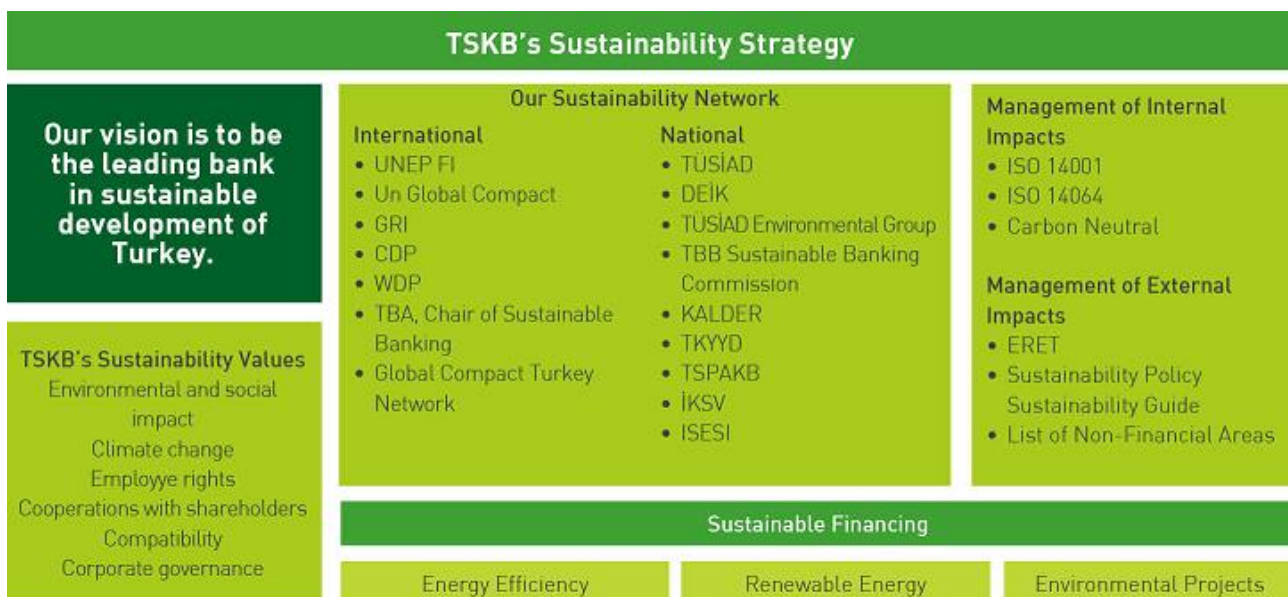 TSKB's Sustainability Strategy
Our vision is to be
the leading bank
in sustainable
development of
Turkey.
TSKB's Sustainability Values
Environmental and social
impact
Climate change
Employye rights
Cooperations with shareholders
Compatibility
Corporate governance
Our Sustainability Network
International
• UNEP FI
• Un Global Compact
• GRI
• CDP
• WDP
• TBA, Chair of Sustainable
Banking
• Global Compact Turkey
Network
National
• TÜSİAD
• DEİK
• TÜSİAD Environmental Group
• TBB Sustainable Banking
Commission
• KALDER
• TKYYD
• TSPAKB
• İKSV
• ISESI
Management of Internal
Impacts
• ISO 14001
• ISO 14064
• Carbon Neutral
Management of External
Impacts
• ERET
• Sustainability Policy
Sustainability Guide
• List of Non-Financial Areas
Sustainable Financing
Energy Efficiency
Renewable Energy
Environmental Projects